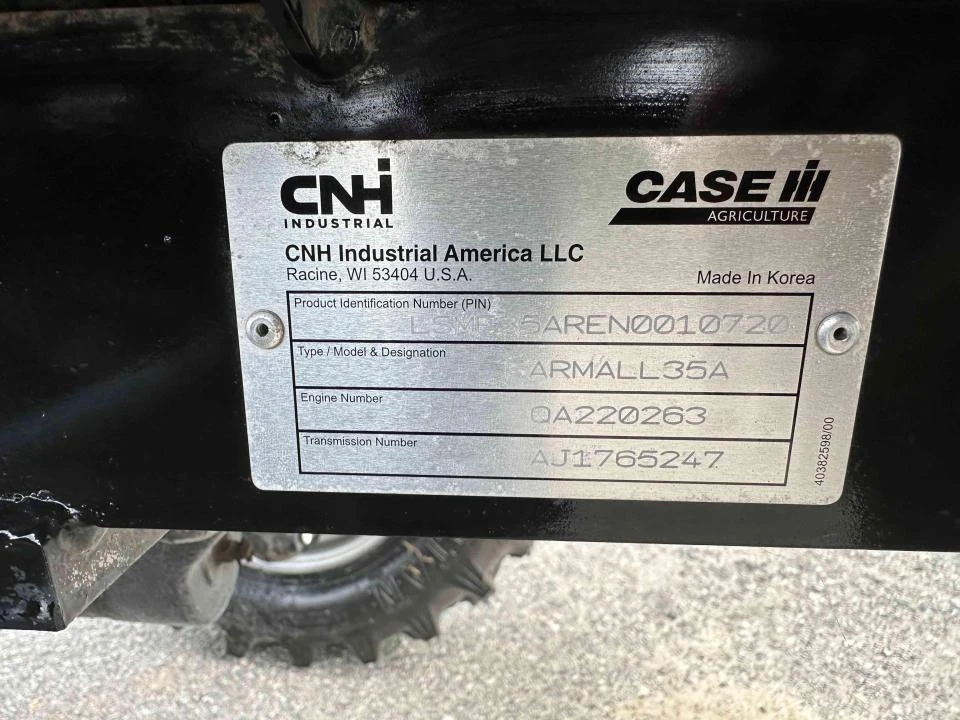 CNH
INDUSTRIAL
CASE IH
AGRICULTURE
CNH Industrial America LLC
Racine, WI 53404 U.S.A.
Made In Korea
Product Identification Number (PIN)
Type / Model & Designation
ARMALL35A
Engine Number
QA220263
Transmission Number
AJ1765247
40382598/00